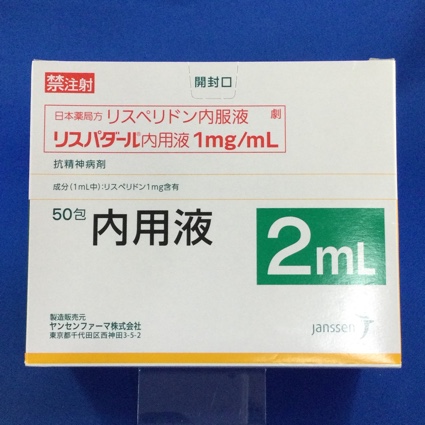 禁注射
開封口
日本薬局方 リスペリドン内服液 劇
リスパダール内用液 1mg/mL
抗精神病剤
成分(1mL中):リスペリドン1mg含有
50包 内用液
2mL
製造販売元
ヤンセンファーマ株式会社
東京都千代田区西神田3-5-2
janssen